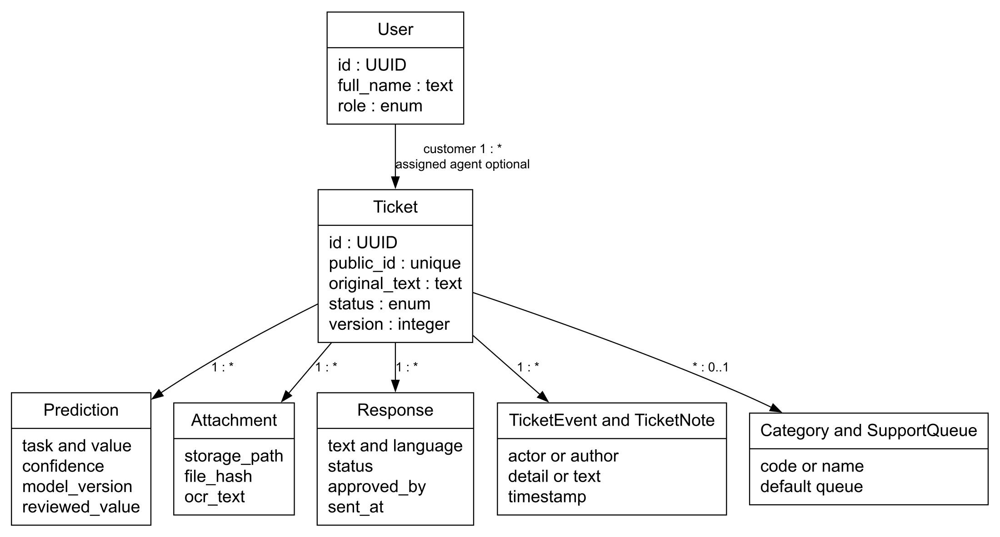 User
id : UUID
full_name : text
role : enum
customer 1 : *
assigned agent optional
Ticket
id : UUID
public_id : unique
original_text : text
status : enum
version : integer
1 : *
1 : *
1 : *
1 : *
* : 0..1
Prediction
task and value
confidence
model_version
reviewed_value
Attachment
storage_path
file_hash
ocr_text
Response
text and language
status
approved_by
sent_at
TicketEvent and TicketNote
actor or author
detail or text
timestamp
Category and SupportQueue
code or name
default queue